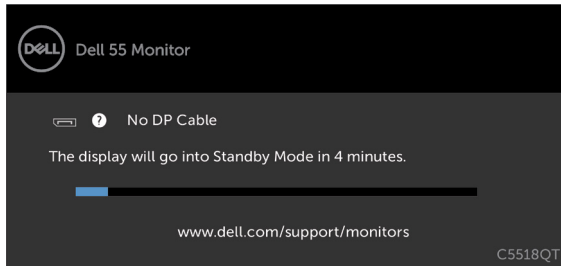 DELL Dell 55 Monitor
? No DP Cable
The display will go into Standby Mode in 4 minutes.
www.dell.com/support/monitors
C5518QT